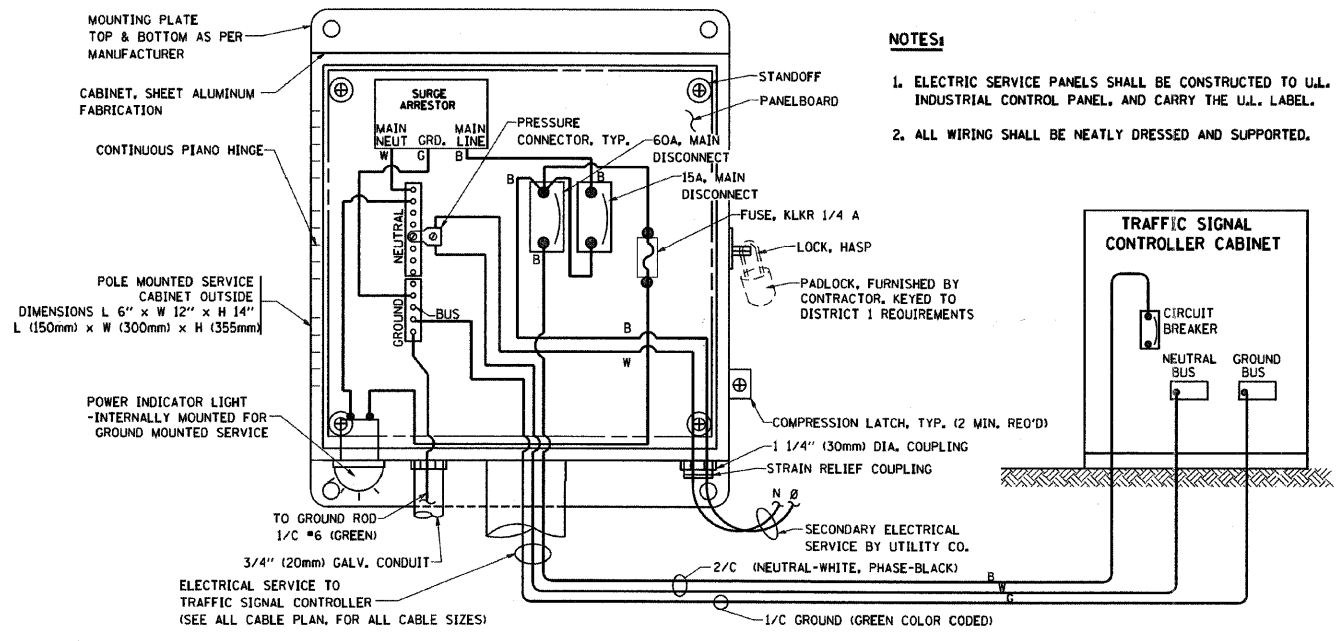 MOUNTING PLATE
TOP & BOTTOM AS PER
MANUFACTURER
CABINET, SHEET ALUMINUM
FABRICATION
CONTINUOUS PIANO HINGE
POLE MOUNTED SERVICE
CABINET OUTSIDE
DIMENSIONS L 6" x W 12" x H 14"
L (150mm) x W (300mm) x H (355mm)
POWER INDICATOR LIGHT
-INTERNALLY MOUNTED FOR
GROUND MOUNTED SERVICE
TO GROUND ROD
1/C #6 (GREEN)
3/4" (20mm) GALV. CONDUIT
ELECTRICAL SERVICE TO
TRAFFIC SIGNAL CONTROLLER
(SEE ALL CABLE PLAN, FOR ALL CABLE SIZES)
SURGE
ARRESTOR
MAIN
NEUT
GRD.
MAIN
LINE
W
G
B
NEUTRAL
GROUND
BUS
PRESSURE
CONNECTOR, TYP.
STANDOFF
PANELBOARD
60A, MAIN
DISCONNECT
15A, MAIN
DISCONNECT
B
B
B
FUSE, KLKR 1/4 A
LOCK, HASP
PADLOCK, FURNISHED BY
CONTRACTOR, KEYED TO
DISTRICT 1 REQUIREMENTS
B
W
COMPRESSION LATCH, TYP. (2 MIN. REQ'D)
1 1/4" (30mm) DIA. COUPLING
STRAIN RELIEF COUPLING
N Ø
SECONDARY ELECTRICAL
SERVICE BY UTILITY CO.
2/C (NEUTRAL-WHITE, PHASE-BLACK)
B
W
G
1/C GROUND (GREEN COLOR CODED)
NOTES:
1. ELECTRIC SERVICE PANELS SHALL BE CONSTRUCTED TO U.L.
INDUSTRIAL CONTROL PANEL, AND CARRY THE U.L. LABEL.
2. ALL WIRING SHALL BE NEATLY DRESSED AND SUPPORTED.
TRAFFIC SIGNAL
CONTROLLER CABINET
CIRCUIT
BREAKER
NEUTRAL
BUS
GROUND
BUS